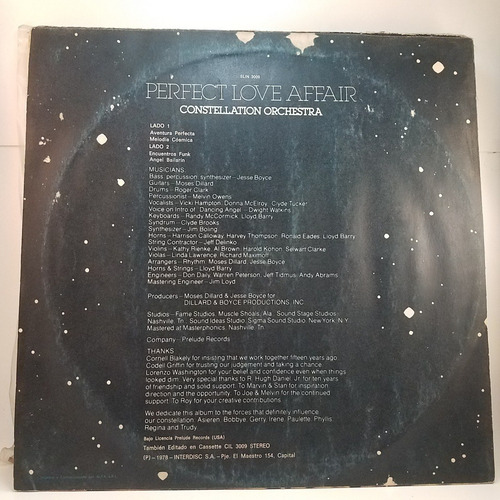 SLIN 3009
PERFECT LOVE AFFAIR
CONSTELLATION ORCHESTRA
LADO 1
Aventura Perfecta
Melodía Cósmica
LADO 2
Encuentros Funk
Angel Bailarin
MUSICIANS
Bass, percussion, synthesizer – Jesse Boyce
Guitars – Moses Dillard
Drums – Roger Clark
Percussionist – Melvin Owens
Vocalists – Vicki Hampton, Donna McElroy, Clyde Tucker
Voice on Intro of "Dancing Angel" – Dwight Watkins
Keyboards – Randy McCormick, Lloyd Barry
Syndrum – Clyde Brooks
Synthesizer – Jim Boling
Horns – Harrison Calloway, Harvey Thompson, Ronald Eades, Lloyd Barry
String Contractor – Jeff Delinko
Violins – Kathy Rienke, Al Brown, Harold Kohon, Selwart Clarke
Violas – Linda Lawrence, Richard Maximoff
Arrangers – Rhythm: Moses Dillard, Jesse Boyce
Horns & Strings – Lloyd Barry
Engineers – Don Daily, Warren Peterson, Jeff Tidmus, Andy Abrams
Mastering Engineer – Jim Loyd
Producers – Moses Dillard & Jesse Boyce for
DILLARD & BOYCE PRODUCTIONS, INC.
Studios – Fame Studios, Muscle Shoals, Ala., Sound Stage Studios
Nashville, Tn., Sound Ideas Studio, Sigma Sound Studio, New York, N.Y.
Mastered at Masterphonics, Nashville, Tn.
Company – Prelude Records
THANKS
Cornell Blakely for insisting that we work together fifteen years ago.
Codell Griffin for trusting our judgement and taking a chance.
Lorenzo Washington for your belief and confidence even when things
looked dim. Very special thanks to R. Hugh Daniel, Jr. for ten years
of friendship and solid support. To Marvin & Stan for inspiration,
direction and the opportunity. To Joe & Melvin for the continued
support. To Roy for your creative contributions.
We dedicate this album to the forces that definitely influence
our constellation: Asieren, Bobbye, Gerry, Irene, Paulette, Phyllis,
Regina and Trudy.
Bajo Licencia Prelude Records (USA)
También Editado en Cassette CIL 3009 STEREO
(P) - 1978 - INTERDISC S.A. - Pje. El Maestro 154, Capital